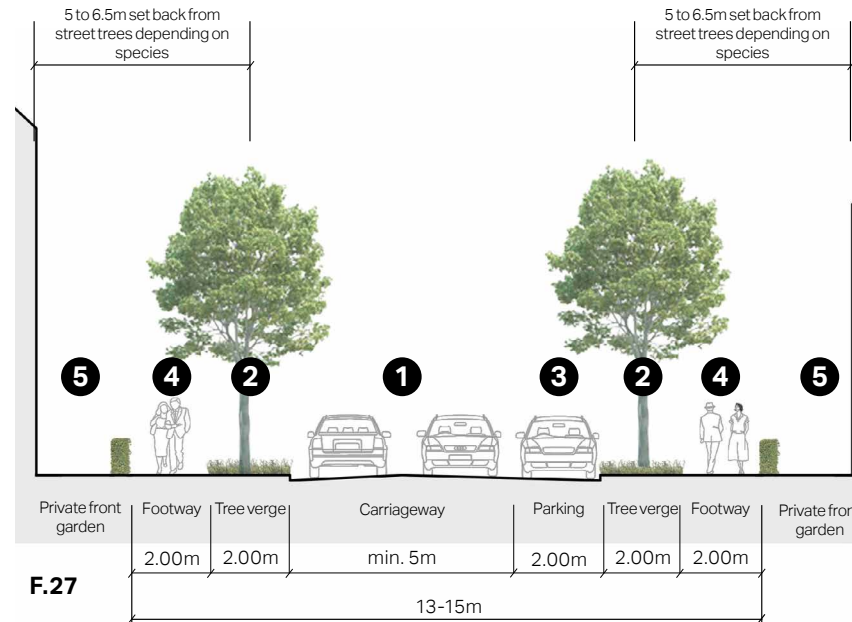 5 to 6.5m set back from
street trees depending on
species
5 to 6.5m set back from
street trees depending on
species
5
4
2
1
3
2
4
5
Private front
garden
Footway
Tree verge
Carriageway
Parking
Tree verge
Footway
Private fron
garden
2.00m
2.00m
min. 5m
2.00m
2.00m
2.00m
F.27
13-15m